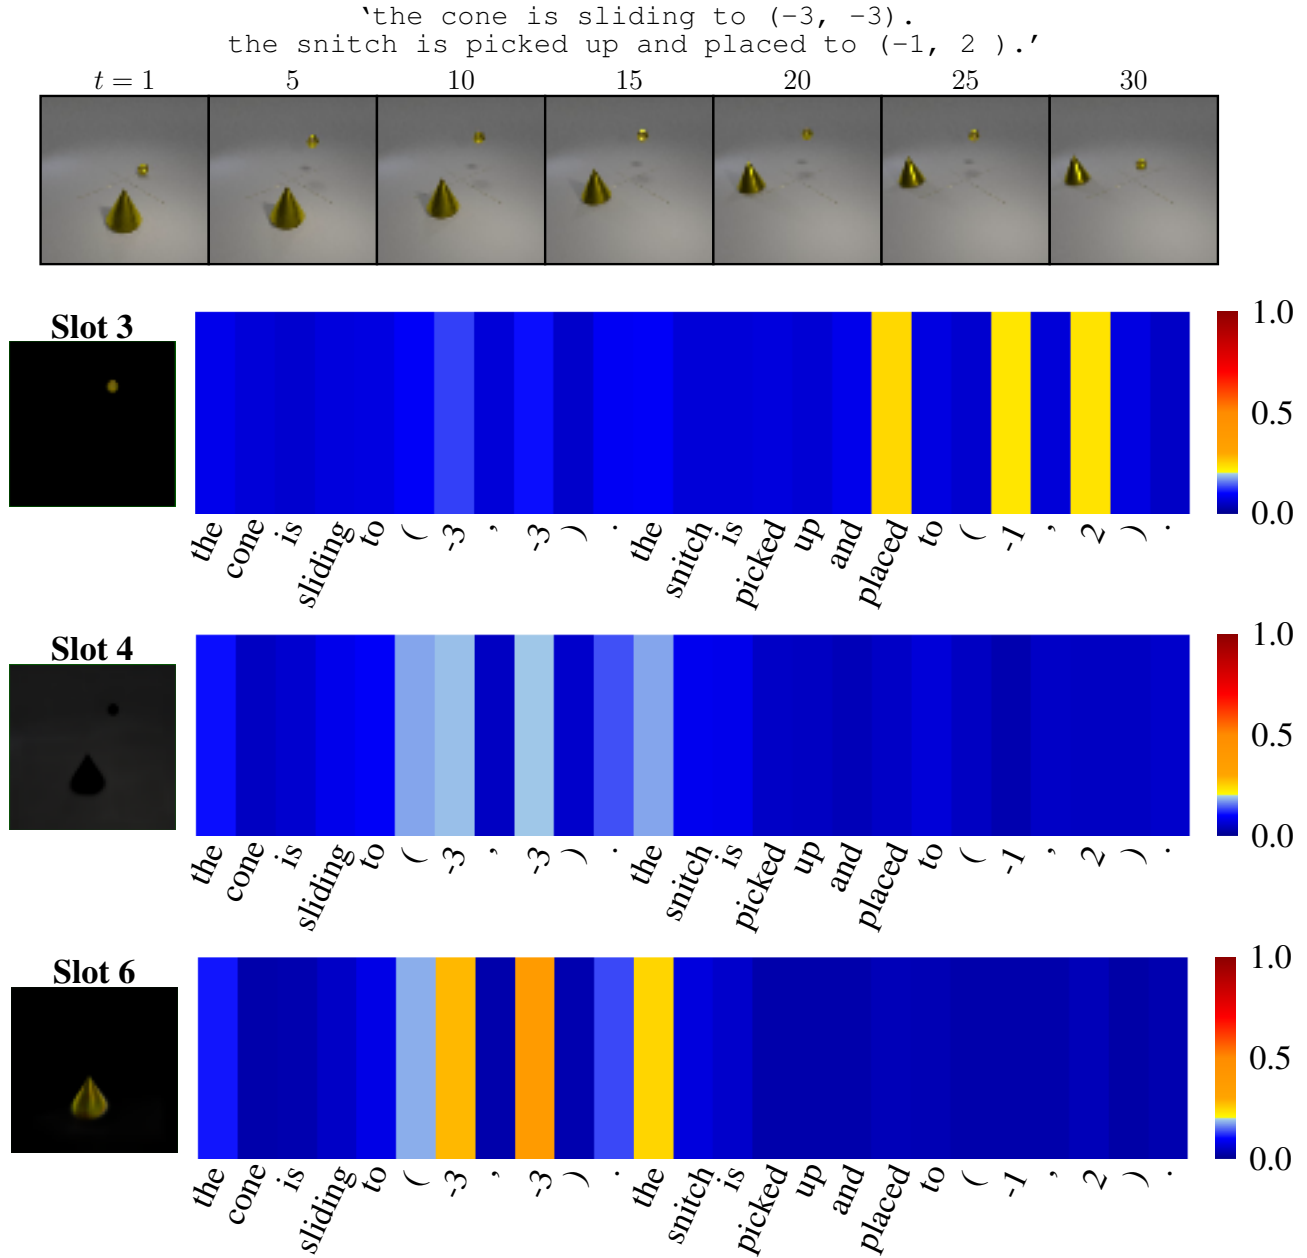 ‘the cone is sliding to (−3, −3).
the snitch is picked up and placed to (−1, 2 ).’
t = 1 5 10 15 20 25 30
Slot 3
1.0
0.5
0.0
the cone is sliding to ( -3 , -3 ) . the snitch is picked up and placed to ( -1 , 2 ) .
Slot 4
1.0
0.5
0.0
the cone is sliding to ( -3 , -3 ) . the snitch is picked up and placed to ( -1 , 2 ) .
Slot 6
1.0
0.5
0.0
the cone is sliding to ( -3 , -3 ) . the snitch is picked up and placed to ( -1 , 2 ) .